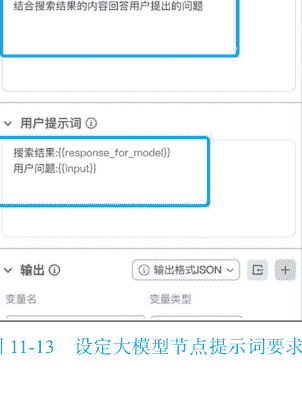 结合搜索结果的内容回答用户提出的问题
用户提示词
搜索结果:{{response_for_model}}
用户问题:{{input}}
输出
输出格式JSON
变量名
变量类型
11-13 设定大模型节点提示词要求